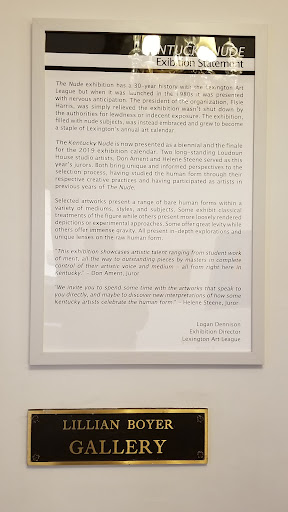 KENTUCKY NUDE
Exibition Statement
The Nude exhibition has a 30-year history with the Lexington Art
League but when it was launched in the 1980s it was presented
with nervous anticipation. The president of the organization, Elsie
Harris, was simply relieved the exhibition wasn't shut down by
the authorities for lewdness or indecent exposure. The exhibition,
filled with nude subjects, was instead embraced and grew to become
a staple of Lexington's annual art calendar.
The Kentucky Nude is now presented as a biennial and the finale
for the 2019 exhibition calendar. Two long-standing Loudoun
House studio artists, Don Ament and Helene Steene served as this
year's jurors. Both bring unique and informed perspectives to the
selection process, having studied the human form through their
respective creative practices and having participated as artists in
previous years of The Nude.
Selected artworks present a range of bare human forms within a
variety of mediums, styles, and subjects. Some exhibit classical
treatments of the figure while others present more loosely rendered
depictions or experimental approaches. Some offer great levity while
others offer immense gravity. All present in-depth explorations and
unique lenses on the raw human form.
"This exhibition showcases artistic talent ranging from student work
of merit, all the way to outstanding pieces by masters in complete
control of their artistic voice and medium - all from right here in
Kentucky." – Don Ament, Juror
"We invite you to spend some time with the artworks that speak to
you directly, and maybe to discover new interpretations of how some
Kentucky artists celebrate the human form." – Helene Steene, Juror
Logan Dennison
Exhibition Director
Lexington Art League
LILLIAN BOYER
GALLERY